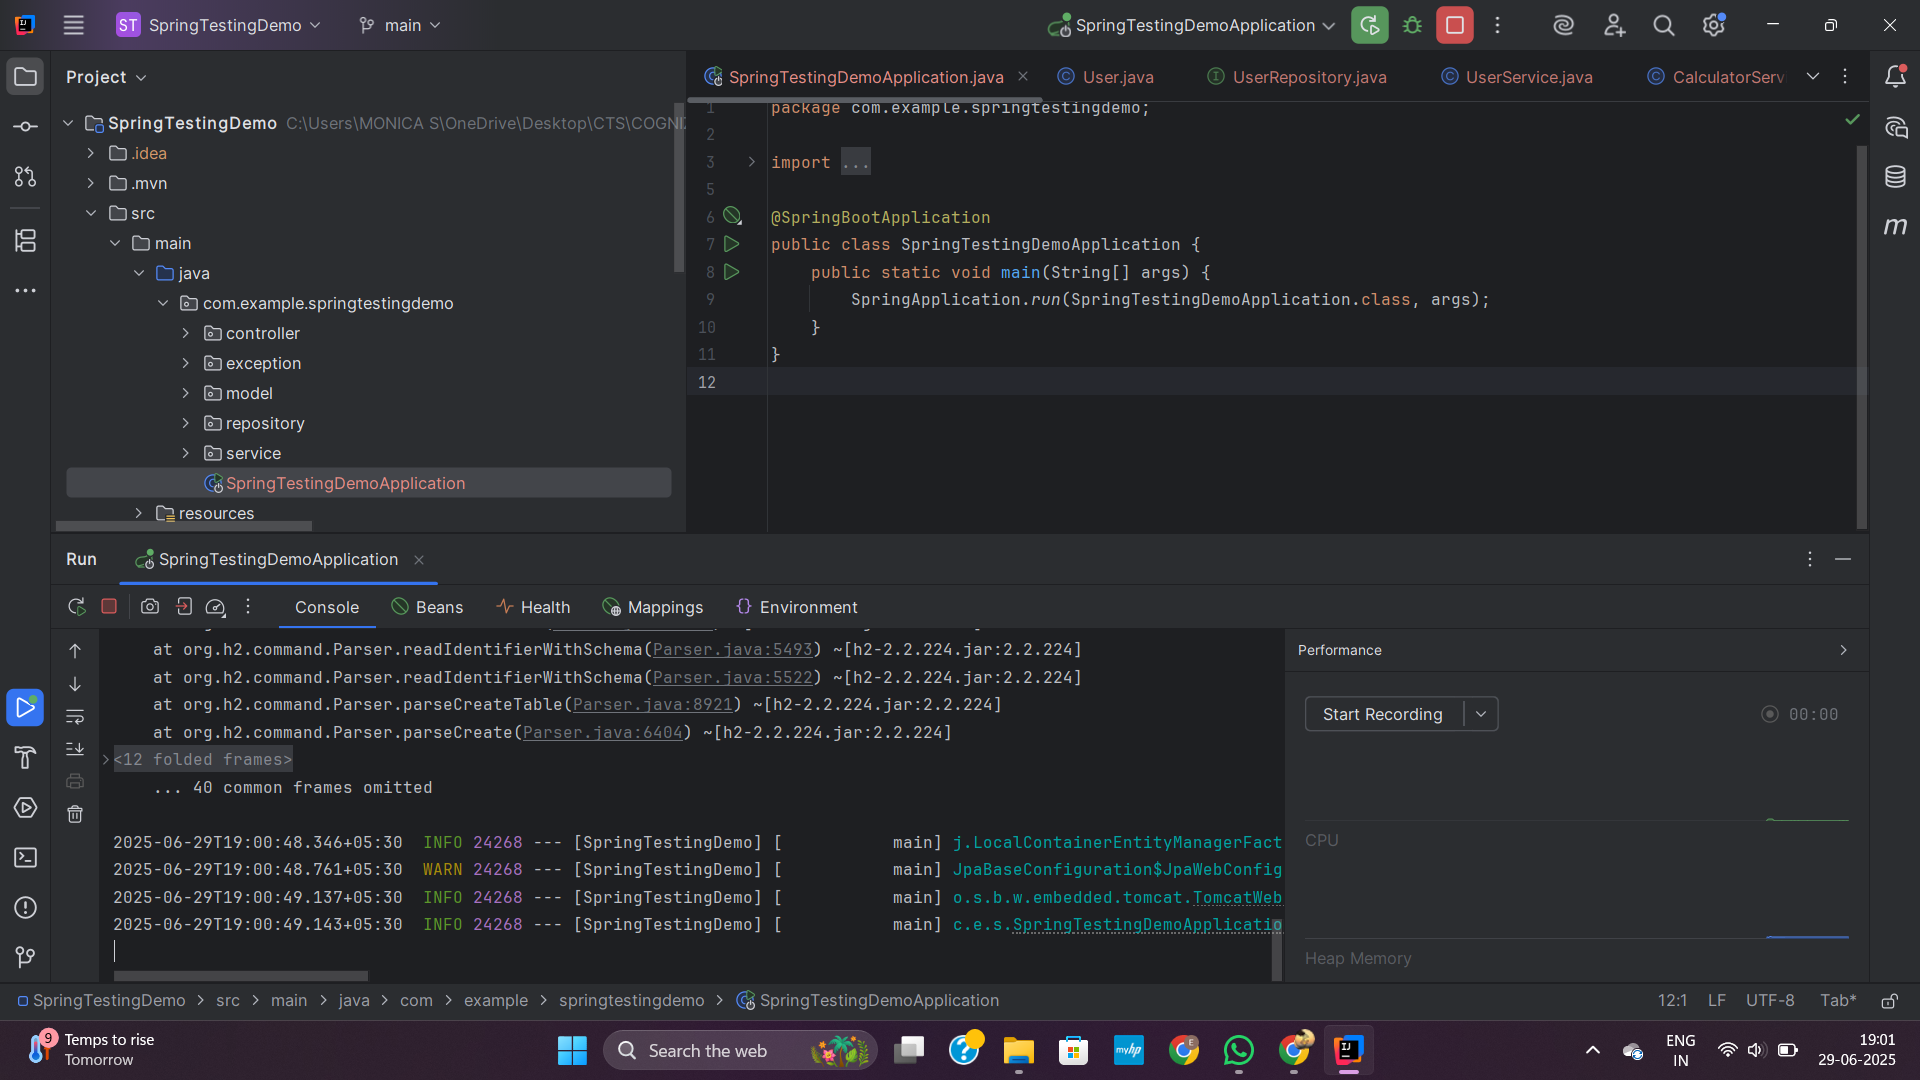 ST SpringTestingDemo main SpringTestingDemoApplication
Project
SpringTestingDemo C:\Users\MONICA S\OneDrive\Desktop\CTS\COGNI
.idea
.mvn
src
main
java
com.example.springtestingdemo
controller
exception
model
repository
service
SpringTestingDemoApplication
resources
SpringTestingDemoApplication.java User.java UserRepository.java UserService.java CalculatorServ
1 package com.example.springtestingdemo;
2
3 import ...
5
6 @SpringBootApplication
7 public class SpringTestingDemoApplication {
8 public static void main(String[] args) {
9 SpringApplication.run(SpringTestingDemoApplication.class, args);
10 }
11 }
12
Run SpringTestingDemoApplication
Console Beans Health Mappings Environment
at org.h2.command.Parser.readIdentifierWithSchema(Parser.java:5493) ~[h2-2.2.224.jar:2.2.224]
at org.h2.command.Parser.readIdentifierWithSchema(Parser.java:5522) ~[h2-2.2.224.jar:2.2.224]
at org.h2.command.Parser.parseCreateTable(Parser.java:8921) ~[h2-2.2.224.jar:2.2.224]
at org.h2.command.Parser.parseCreate(Parser.java:6404) ~[h2-2.2.224.jar:2.2.224]
<12 folded frames>
... 40 common frames omitted
2025-06-29T19:00:48.346+05:30 INFO 24268 --- [SpringTestingDemo] [ main] j.LocalContainerEntityManagerFact
2025-06-29T19:00:48.761+05:30 WARN 24268 --- [SpringTestingDemo] [ main] JpaBaseConfiguration$JpaWebConfig
2025-06-29T19:00:49.137+05:30 INFO 24268 --- [SpringTestingDemo] [ main] o.s.b.w.embedded.tomcat.TomcatWeb
2025-06-29T19:00:49.143+05:30 INFO 24268 --- [SpringTestingDemo] [ main] c.e.s.SpringTestingDemoApplicatio
Performance
Start Recording 00:00
CPU
Heap Memory
SpringTestingDemo > src > main > java > com > example > springtestingdemo > SpringTestingDemoApplication 12:1 LF UTF-8 Tab*
9 Temps to rise
Tomorrow
Search the web
myhp
E
ENG
IN
19:01
29-06-2025